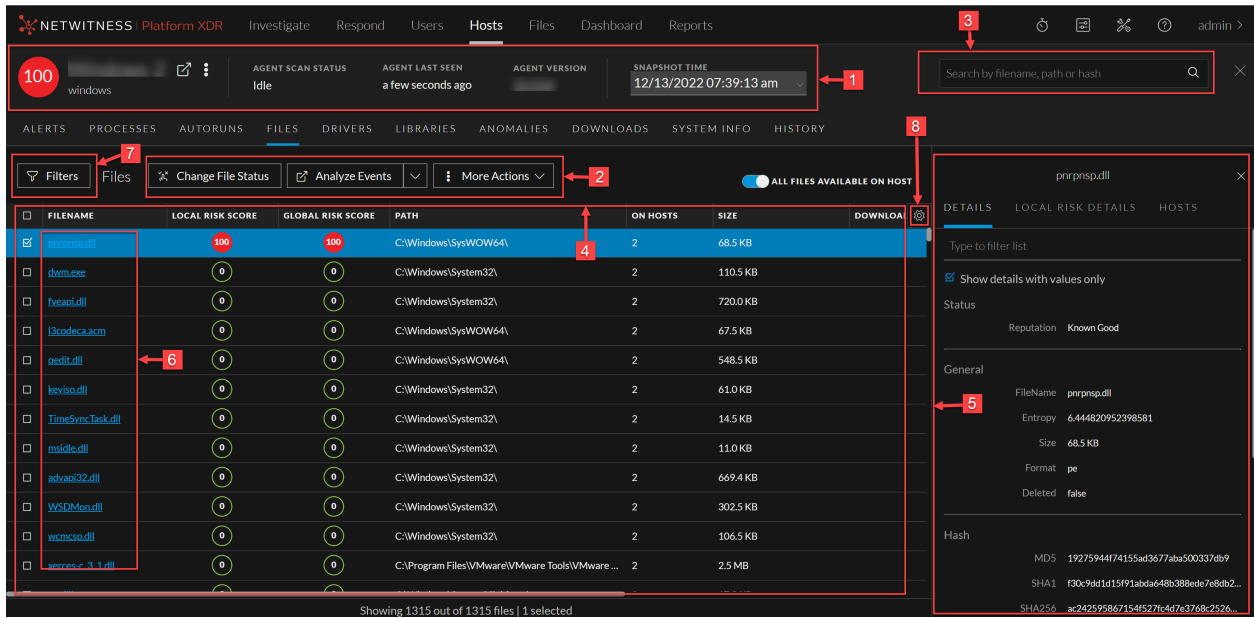 NETWITNESS Platform XDR Investigate Respond Users Hosts Files Dashboard Reports admin >
3
100
windows
AGENT SCAN STATUS AGENT LAST SEEN AGENT VERSION SNAPSHOT TIME
Idle a few seconds ago 12/13/2022 07:39:13 am
1
Search by filename, path or hash
ALERTS PROCESSES AUTORUNS FILES DRIVERS LIBRARIES ANOMALIES DOWNLOADS SYSTEM INFO HISTORY
8
7
Filters Files Change File Status Analyze Events More Actions
2
ALL FILES AVAILABLE ON HOST
FILENAME LOCAL RISK SCORE GLOBAL RISK SCORE PATH ON HOSTS SIZE DOWNLOA
4
pnrpnsp.dll 100 100 C:\Windows\SysWOW64\ 2 68.5 KB
dwm.exe 0 0 C:\Windows\System32\ 2 110.5 KB
fveapi.dll 0 0 C:\Windows\System32\ 2 720.0 KB
l3codeca.acm 0 0 C:\Windows\SysWOW64\ 2 67.5 KB
qedit.dll 0 0 C:\Windows\SysWOW64\ 2 548.5 KB
6
keyiso.dll 0 0 C:\Windows\System32\ 2 61.0 KB
TimeSyncTask.dll 0 0 C:\Windows\System32\ 2 14.5 KB
msidle.dll 0 0 C:\Windows\System32\ 2 11.0 KB
advapi32.dll 0 0 C:\Windows\System32\ 2 669.4 KB
WSDMon.dll 0 0 C:\Windows\System32\ 2 302.5 KB
wcmcsp.dll 0 0 C:\Windows\System32\ 2 106.5 KB
xerces-c_3_1.dll 0 0 C:\Program Files\VMware\VMware Tools\VMware ... 2 2.5 MB
Showing 1315 out of 1315 files | 1 selected
pnrpnsp.dll
DETAILS LOCAL RISK DETAILS HOSTS
Type to filter list
Show details with values only
Status
Reputation Known Good
General
5
FileName pnrpnsp.dll
Entropy 6.444820952398581
Size 68.5 KB
Format pe
Deleted false
Hash
MD5 19275944f74155ad3677aba500337db9
SHA1 f30c9dd1d15f91abda648b388ede7e8db2...
SHA256 ac242595867154f527fc4d7e3768c2526...